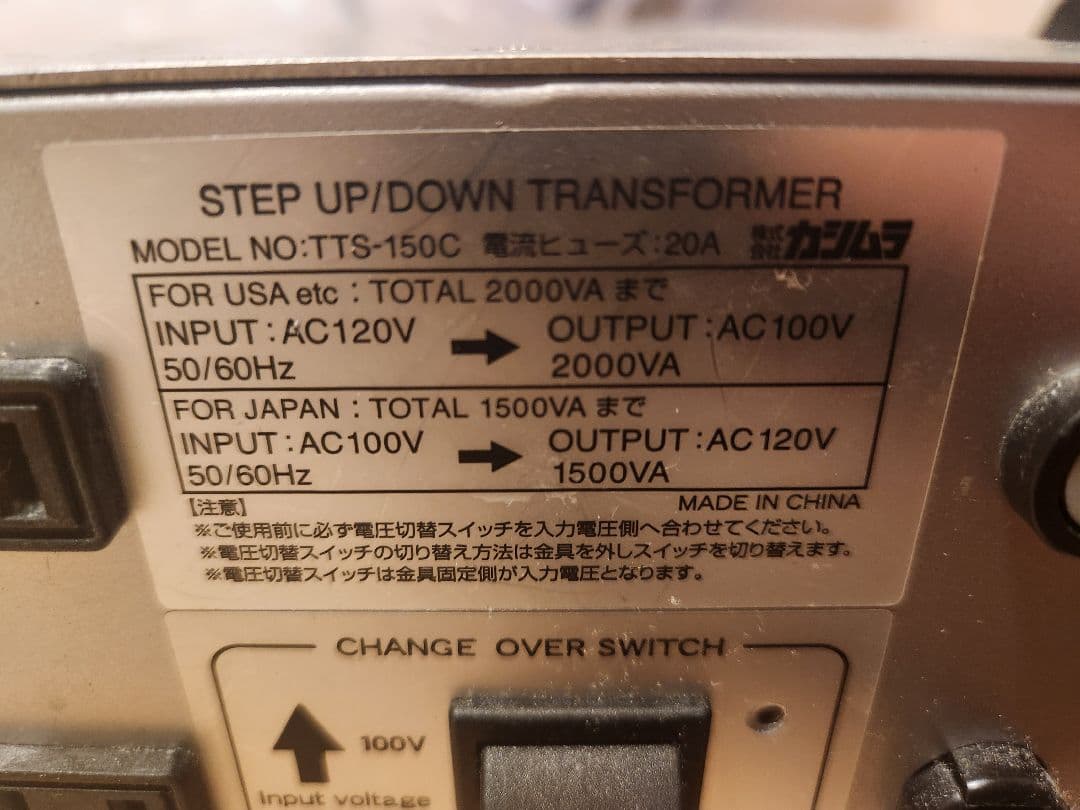 STEP UP/DOWN TRANSFORMER
MODEL NO:TTS-150C 電流ヒューズ:20A 株式会社カシムラ
FOR USA etc : TOTAL 2000VA まで
INPUT : AC120V → OUTPUT : AC100V
50/60Hz 2000VA
FOR JAPAN : TOTAL 1500VA まで
INPUT : AC100V → OUTPUT : AC120V
50/60Hz 1500VA
MADE IN CHINA
【注意】
※ご使用前に必ず電圧切替スイッチを入力電圧側へ合わせてください。
※電圧切替スイッチの切り替え方法は金具を外しスイッチを切り替えます。
※電圧切替スイッチは金具固定側が入力電圧となります。
CHANGE OVER SWITCH
100V
Input voltage